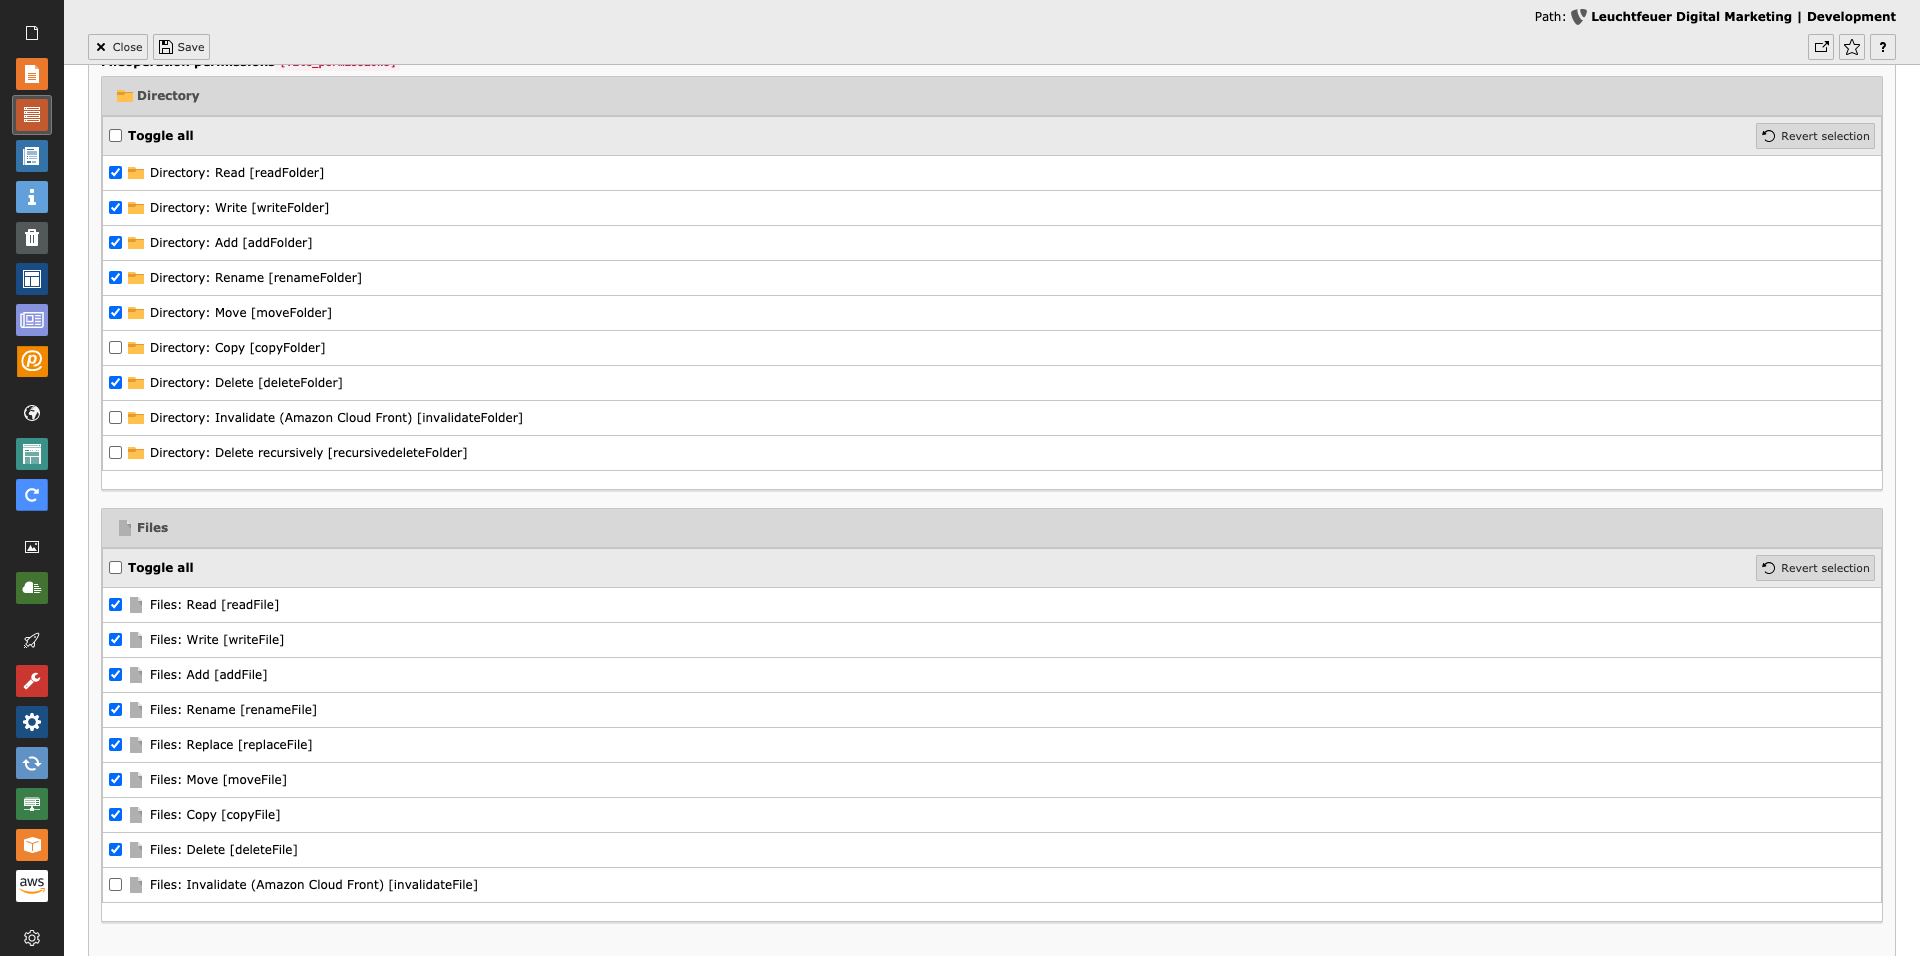 Path: Leuchtfeuer Digital Marketing | Development
Close Save ?
Directory
Toggle all Revert selection
Directory: Read [readFolder]
Directory: Write [writeFolder]
Directory: Add [addFolder]
Directory: Rename [renameFolder]
Directory: Move [moveFolder]
Directory: Copy [copyFolder]
Directory: Delete [deleteFolder]
Directory: Invalidate (Amazon Cloud Front) [invalidateFolder]
Directory: Delete recursively [recursivedeleteFolder]
Files
Toggle all Revert selection
Files: Read [readFile]
Files: Write [writeFile]
Files: Add [addFile]
Files: Rename [renameFile]
Files: Replace [replaceFile]
Files: Move [moveFile]
Files: Copy [copyFile]
Files: Delete [deleteFile]
Files: Invalidate (Amazon Cloud Front) [invalidateFile]
aws